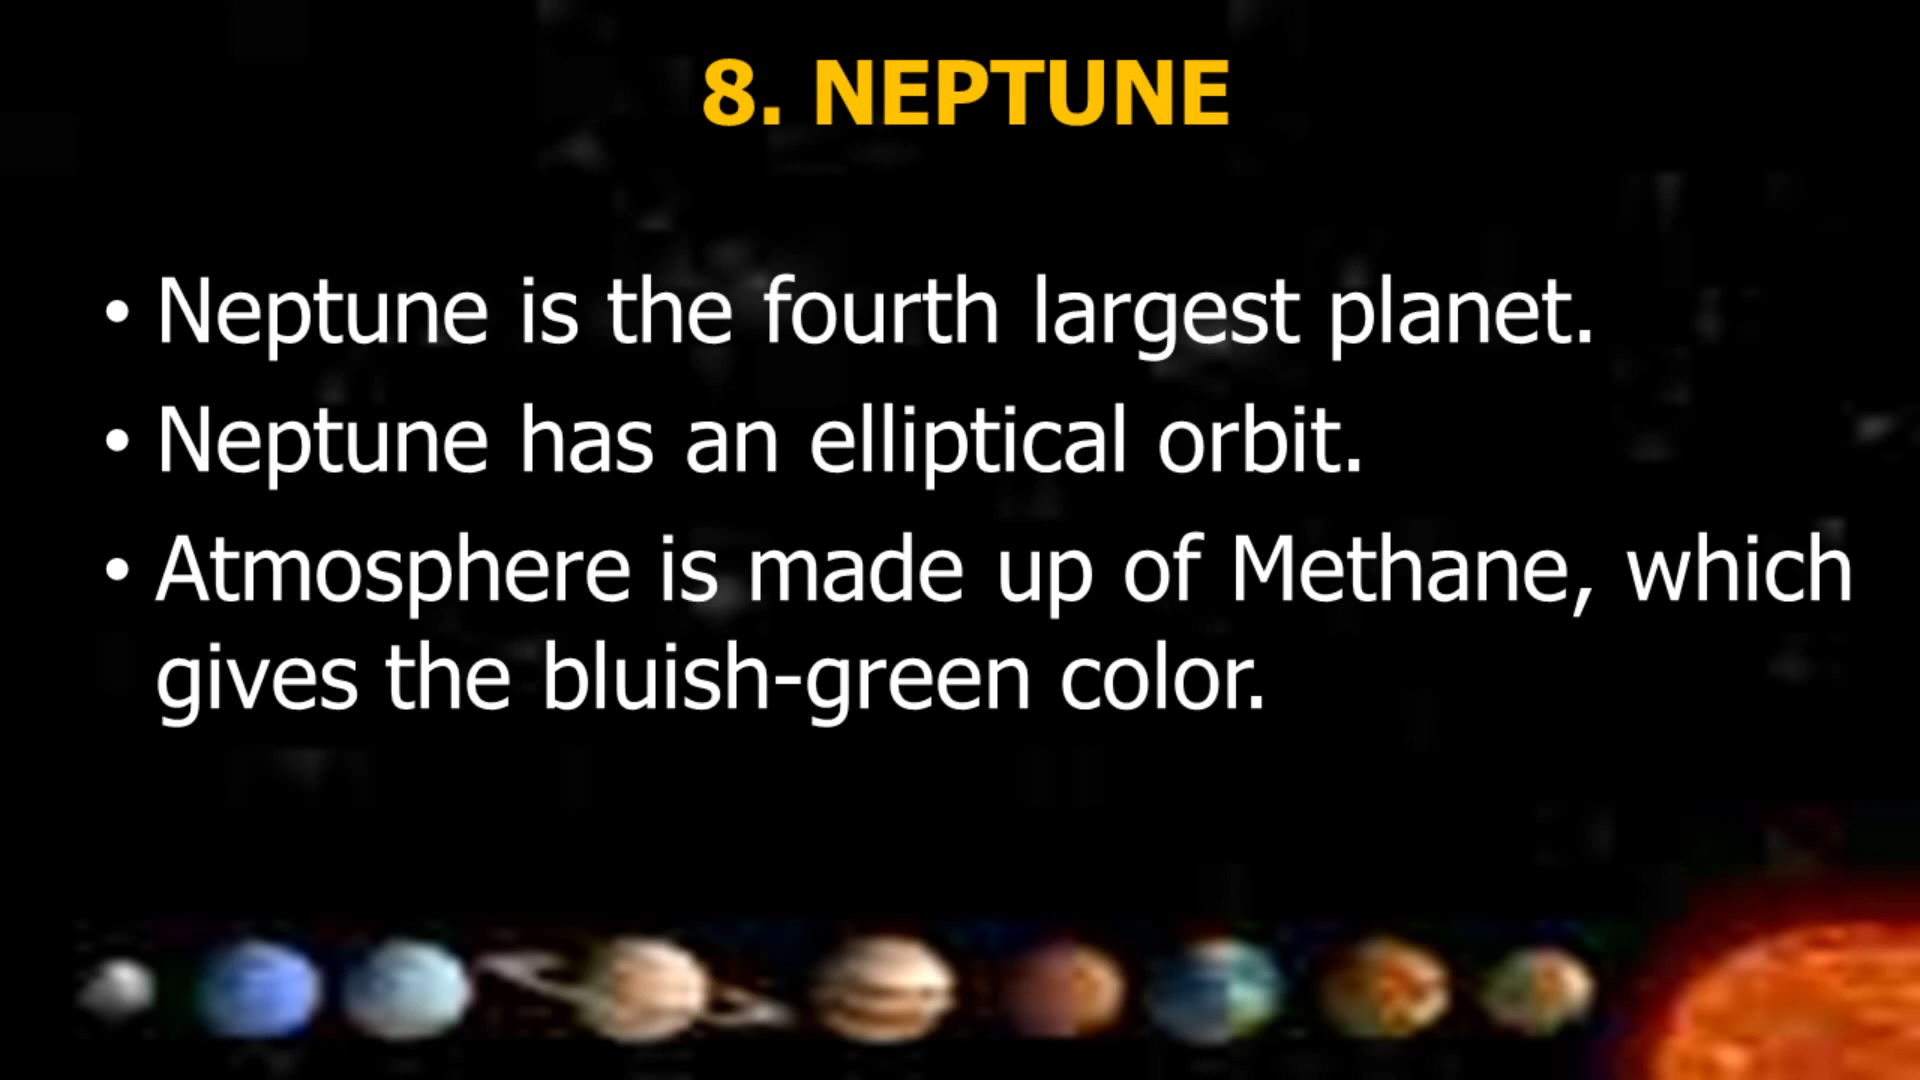 8. NEPTUNE
• Neptune is the fourth largest planet.
• Neptune has an elliptical orbit.
• Atmosphere is made up of Methane, which
gives the bluish-green color.